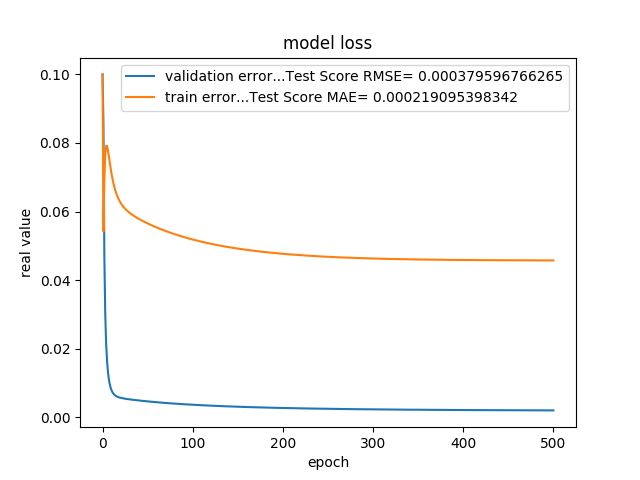 model loss
validation error...Test Score RMSE= 0.000379596766265
train error...Test Score MAE= 0.000219095398342
real value
0.10
0.08
0.06
0.04
0.02
0.00
0 100 200 300 400 500
epoch